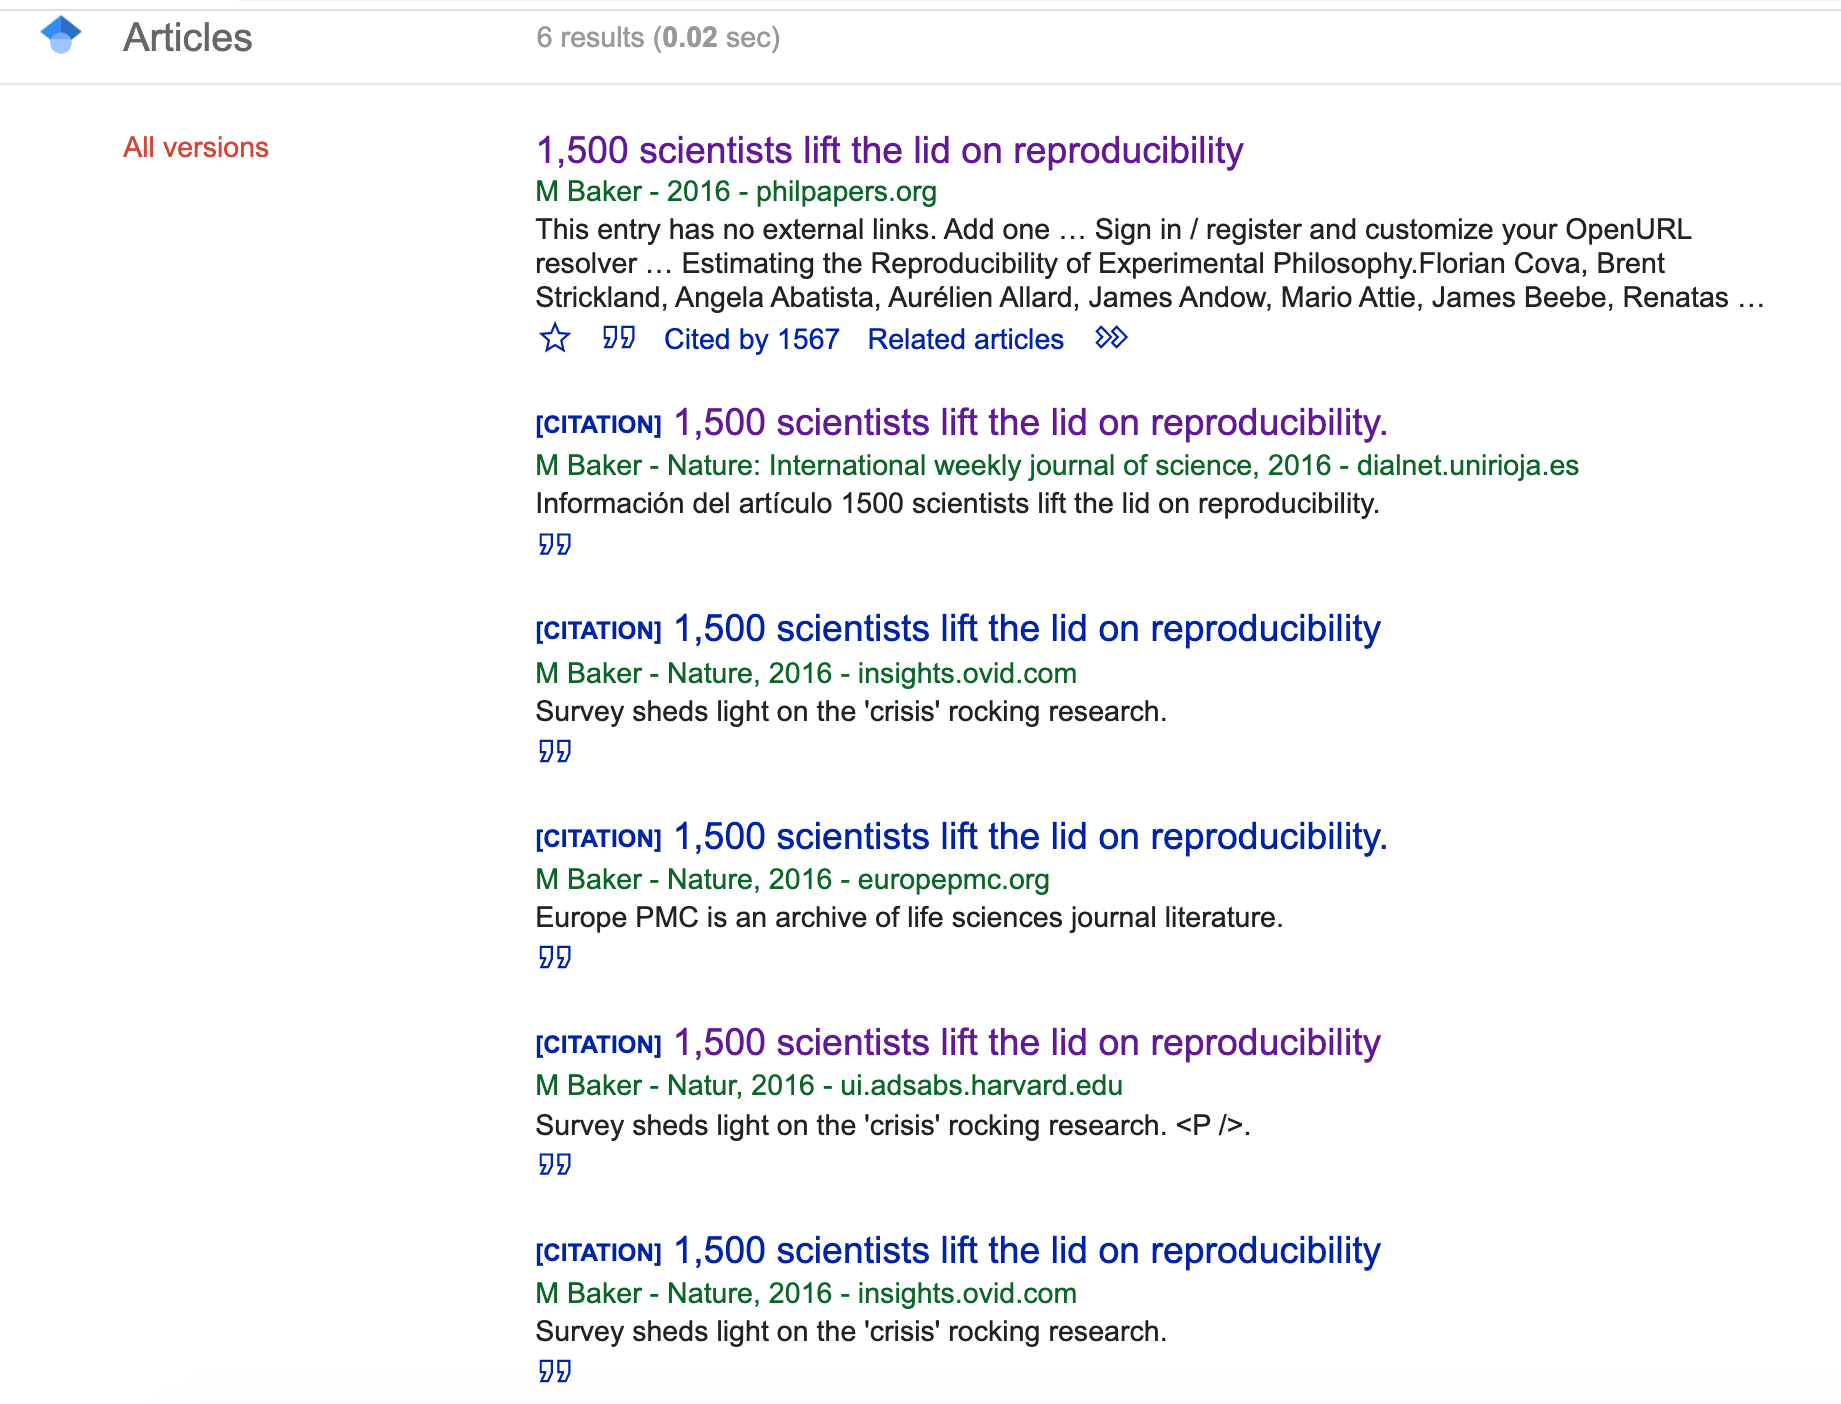 Articles
6 results (0.02 sec)
All versions
1,500 scientists lift the lid on reproducibility
M Baker - 2016 - philpapers.org
This entry has no external links. Add one … Sign in / register and customize your OpenURL
resolver … Estimating the Reproducibility of Experimental Philosophy.Florian Cova, Brent
Strickland, Angela Abatista, Aurélien Allard, James Andow, Mario Attie, James Beebe, Renatas …
Cited by 1567 Related articles
[CITATION] 1,500 scientists lift the lid on reproducibility.
M Baker - Nature: International weekly journal of science, 2016 - dialnet.unirioja.es
Información del artículo 1500 scientists lift the lid on reproducibility.
[CITATION] 1,500 scientists lift the lid on reproducibility
M Baker - Nature, 2016 - insights.ovid.com
Survey sheds light on the 'crisis' rocking research.
[CITATION] 1,500 scientists lift the lid on reproducibility.
M Baker - Nature, 2016 - europepmc.org
Europe PMC is an archive of life sciences journal literature.
[CITATION] 1,500 scientists lift the lid on reproducibility
M Baker - Natur, 2016 - ui.adsabs.harvard.edu
Survey sheds light on the 'crisis' rocking research. <P />.
[CITATION] 1,500 scientists lift the lid on reproducibility
M Baker - Nature, 2016 - insights.ovid.com
Survey sheds light on the 'crisis' rocking research.